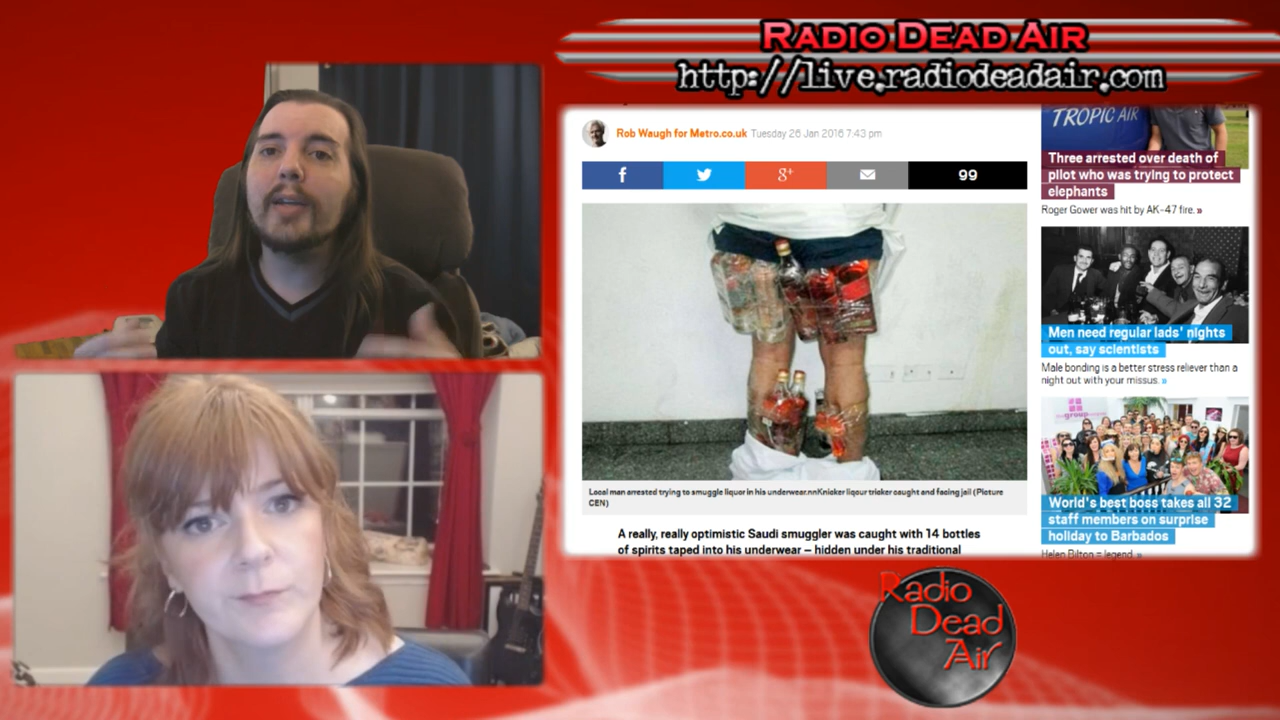 RADIO DEAD AIR
http://live.radiodeadair.com
Rob Waugh for Metro.co.uk Tuesday 26 Jan 2016 7:43 pm
f
8+
99
Local man arrested trying to smuggle liquor in his underwear.nnKnicker liqour tricker caught and facing jail (Picture
CEN)
A really, really optimistic Saudi smuggler was caught with 14 bottles
of spirits taped into his underwear – hidden under his traditional
TROPIC AIR
Three arrested over death of
pilot who was trying to protect
elephants
Roger Gower was hit by AK-47 fire. »
Men need regular lads' nights
out, say scientists
Male bonding is a better stress reliever than a
night out with your missus. »
group
World's best boss takes all 32
staff members on surprise
holiday to Barbados
Helen Bilton = legend. »
Radio
Dead
Air